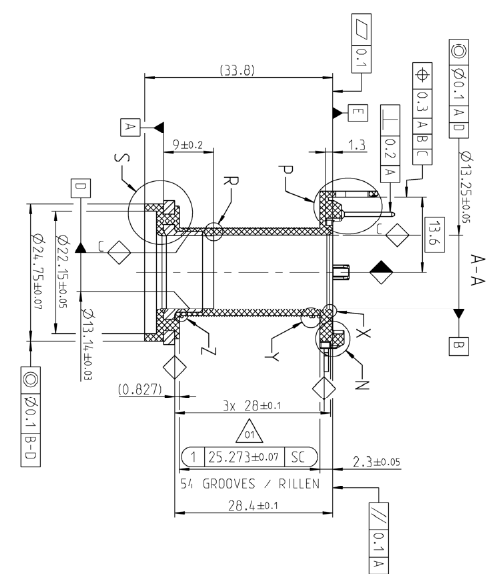 (33.8)
0.1
E
A
9±0.2
1.3
⌖ 0.3 A B C
⟂ 0.2 A
◎ Ø0.1 A D
Ø13.25±0.05
13.6
A-A
B
S
R
P
D
Ø22.15±0.05
Ø24.75±0.07
Ø13.14±0.03
◎ Ø0.1 B-D
X
N
Y
Z
(0.827)
3x 28±0.1
01
1 25.273±0.07 SC
2.3±0.05
54 GROOVES / RILLEN
28.4±0.1
// 0.1 A